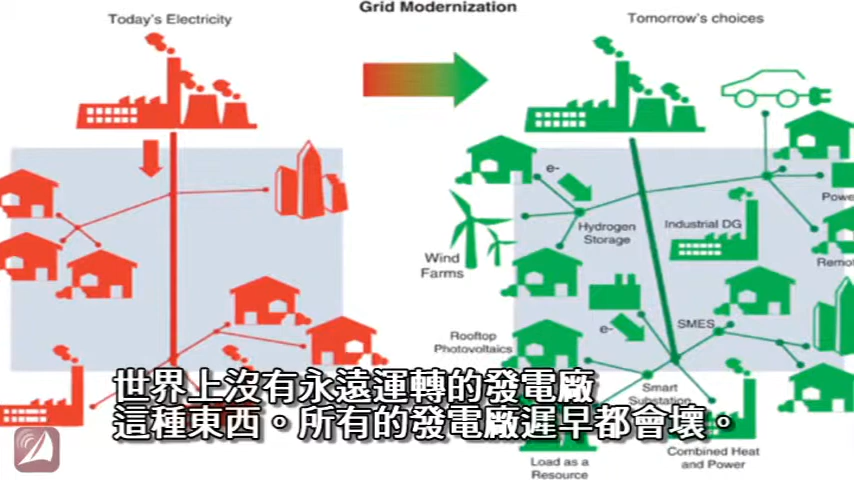 Grid Modernization
Today's Electricity
Tomorrow's choices
e-
Power
Hydrogen
Storage
Industrial DG
Wind
Farms
Remot
e-
SMES
Rooftop
Photovoltaics
Smart
Substation
世界上沒有永遠運轉的發電廠
這種東西。所有的發電廠遲早都會壞。
Load as a
Resource
Combined Heat
and Power